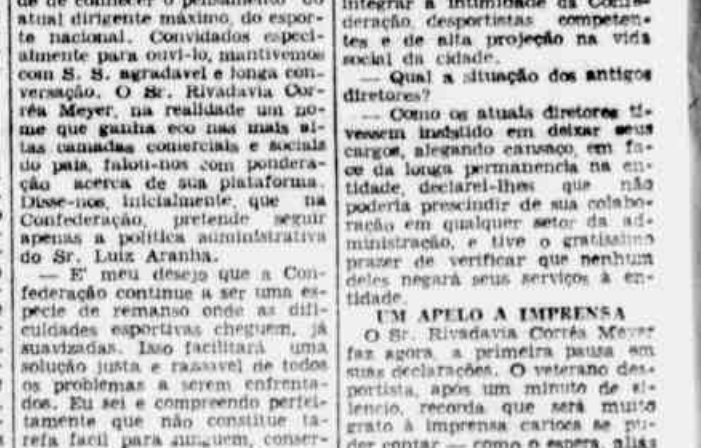 de de conhecer o pensamento do
atual dirigente máximo, do espor-
te nacional. Convidados especi-
almente para ouvi-lo, mantivemos
com S. S. agradavel e longa con-
versação. O Sr. Rivadavia Cor-
rêa Meyer, na realidade um no-
me que ganha eco nas mais al-
tas camadas comerciais e sociais
do país, falou-nos com pondera-
ção acerca de sua plataforma.
Disse-nos, inicialmente, que na
Confederação, pretende seguir
apenas a politica administrativa
do Sr. Luiz Aranha.
— E' meu desejo que a Con-
federação continue a ser uma es-
pécie de remanso onde as difi-
culdades esportivas cheguem, já
suavizadas. Isso facilitará uma
solução justa e razoavel de todos
os problemas a serem enfrenta-
dos. Eu sei e compreendo perfei-
tamente que não constitue ta-
refa facil para ninguem, conser-
integrar a intimidade da Confe-
deração, desportistas competen-
tes e de alta projeção na vida
social da cidade.
— Qual a situação dos antigos
diretores?
— Como os atuais diretores ti-
vessem insistido em deixar seus
cargos, alegando cansaço, em fa-
ce da longa permanencia na en-
tidade, declarei-lhes que não
poderia prescindir de sua colabo-
ração em qualquer setor da ad-
ministração, e tive o gratissimo
prazer de verificar que nenhum
deles negará seus serviços à en-
tidade.
UM APELO A IMPRENSA
O Sr. Rivadavia Corrêa Meyer
faz agora, a primeira pausa em
suas declarações. O veterano des-
portista, após um minuto de si-
lencio, recorda que será muito
grato à imprensa carioca se pu-
der contar — como o espera, aliás